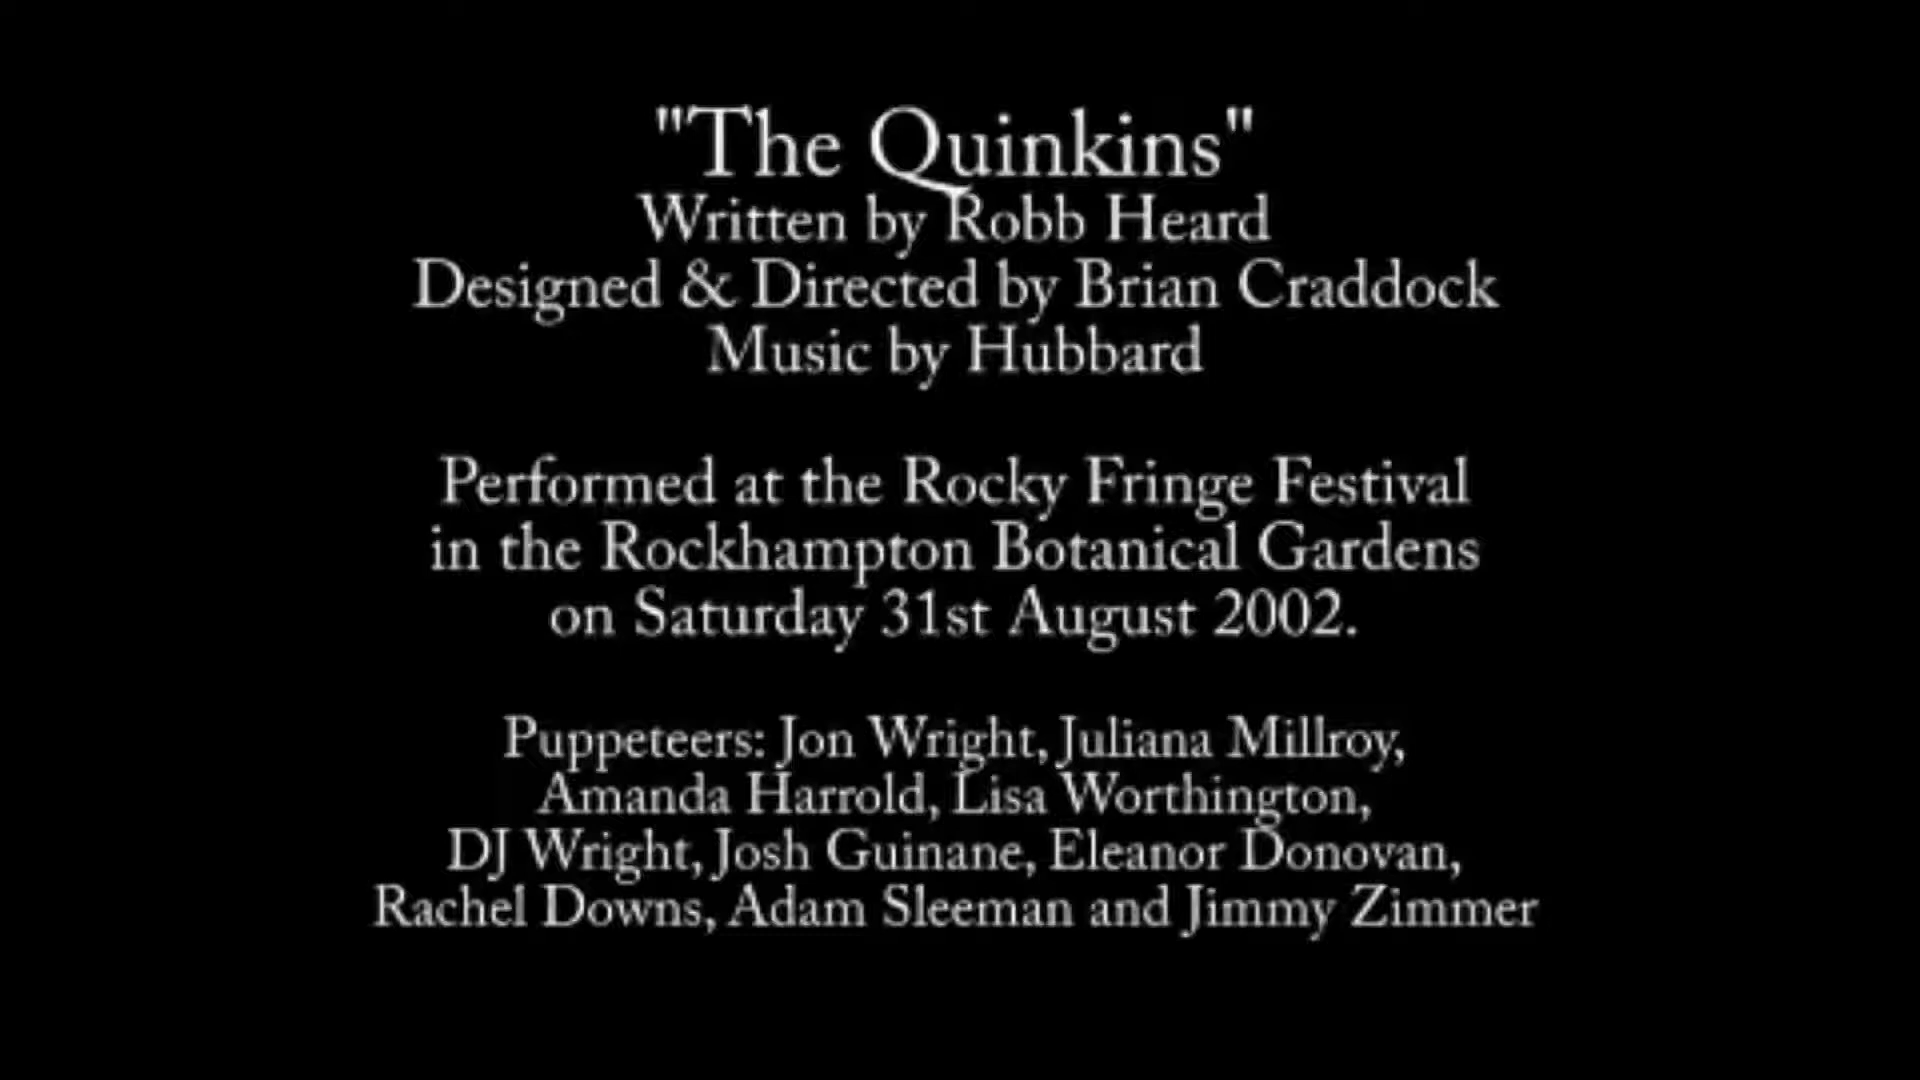 "The Quinkins"
Written by Robb Heard
Designed & Directed by Brian Craddock
Music by Hubbard
Performed at the Rocky Fringe Festival
in the Rockhampton Botanical Gardens
on Saturday 31st August 2002.
Puppeteers: Jon Wright, Juliana Millroy,
Amanda Harrold, Lisa Worthington,
DJ Wright, Josh Guinane, Eleanor Donovan,
Rachel Downs, Adam Sleeman and Jimmy Zimmer